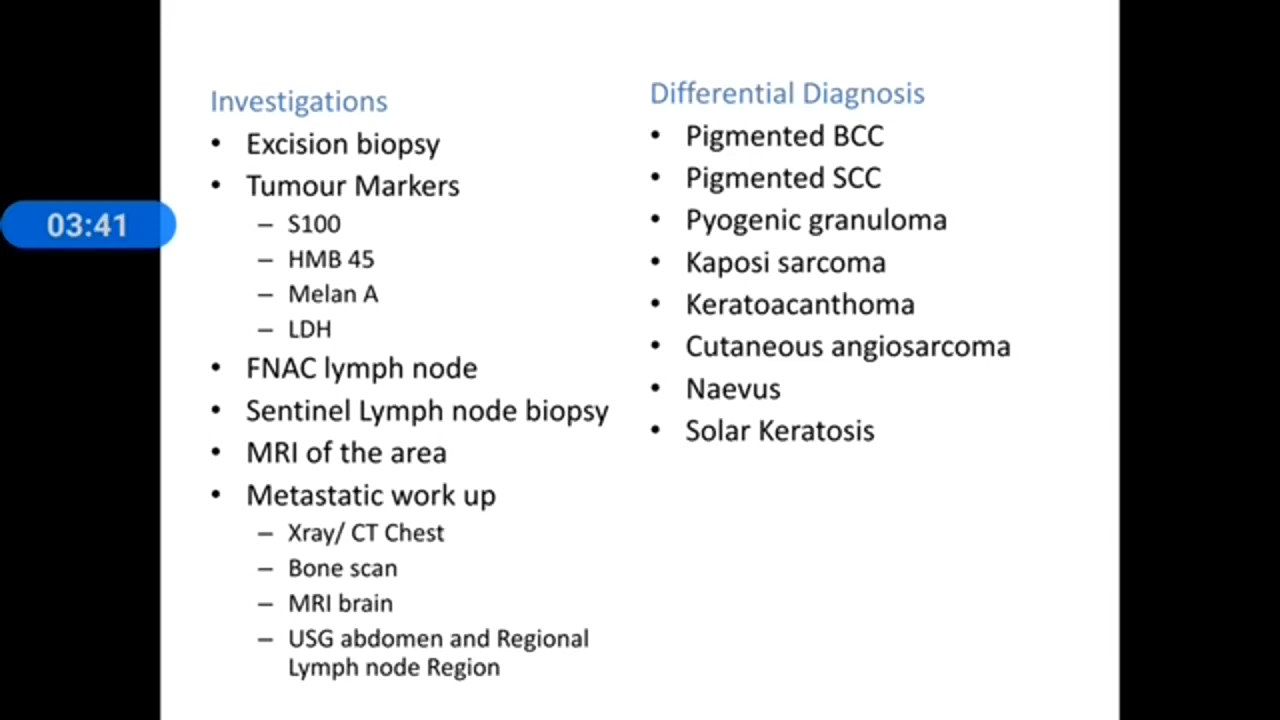 Investigations
• Excision biopsy
• Tumour Markers
– S100
– HMB 45
– Melan A
– LDH
• FNAC lymph node
• Sentinel Lymph node biopsy
• MRI of the area
• Metastatic work up
– Xray/ CT Chest
– Bone scan
– MRI brain
– USG abdomen and Regional
Lymph node Region
Differential Diagnosis
• Pigmented BCC
• Pigmented SCC
• Pyogenic granuloma
• Kaposi sarcoma
• Keratoacanthoma
• Cutaneous angiosarcoma
• Naevus
• Solar Keratosis
03:41